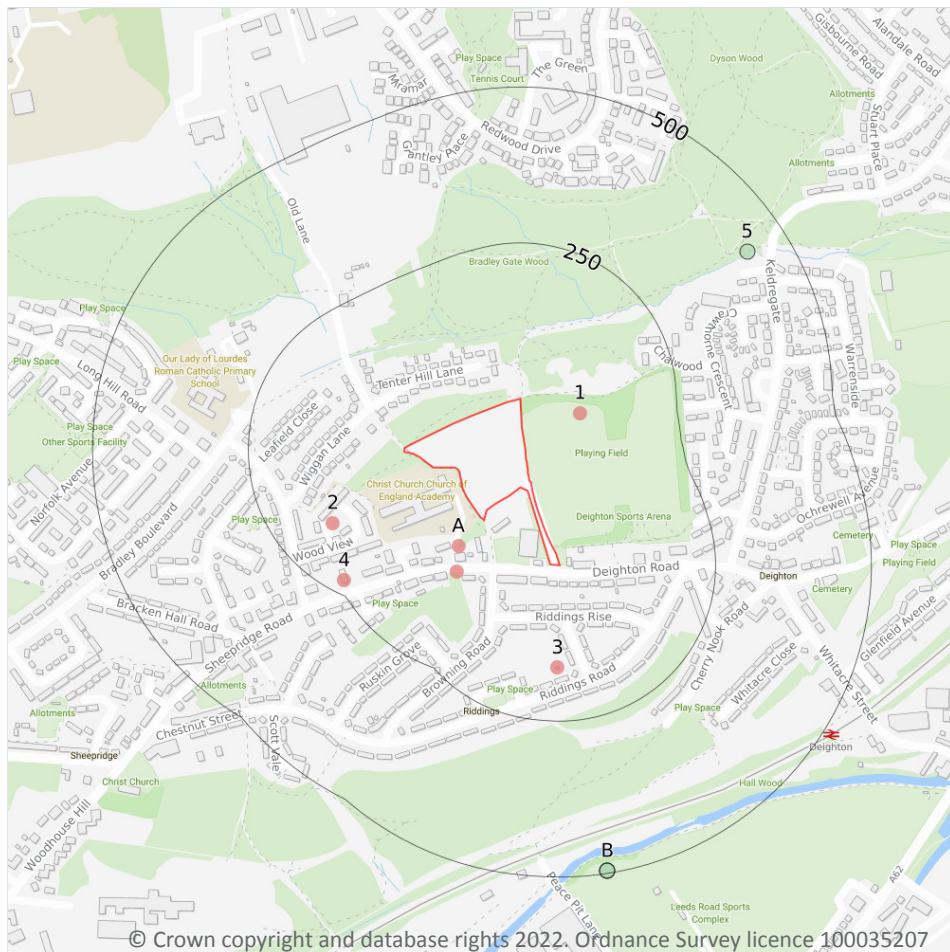 Play Space
Tennis Court
The Green
Miramar
Grantley Place
Redwood Drive
Dyson Wood
Gisbourne Road
Alandale Road
Allotments
Stuart Place
Allotments
500
Old Lane
250
Bradley Gate Wood
5
Keldregate
Play Space
Play Space
Long Hill Road
Our Lady of Lourdes
Roman Catholic Primary
School
Tenter Hill Lane
Chalwood
Crawthorne Crescent
Warrenside
Play Space
Other Sports Facility
Norfolk Avenue
Leafield Close
Wiggan Lane
1
Playing Field
Christ Church,Church of
England Academy
Ochrewell Avenue
2
Play Space
Bradley Boulevard
Wood View
A
Deighton Sports Arena
Cemetery
Play Space
Playing Field
4
Deighton Road
Deighton
Cemetery
Bracken Hall Road
Play Space
Riddings Rise
Sheepridge Road
Ruskin Grove
Browning Road
3
Cherry Nook Road
Whitacre Close
Whitacre Street
Glenfield Avenue
Allotments
Play Space
Riddings Road
Riddings
Play Space
Allotments
Chestnut Street
Scott Vale
Sheepridge
Deighton
Christ Church
Hall Wood
Woodhouse Hill
B
Peace Pit Lane
A62
Leeds Road Sports
Complex
© Crown copyright and database rights 2022. Ordnance Survey licence 100035207